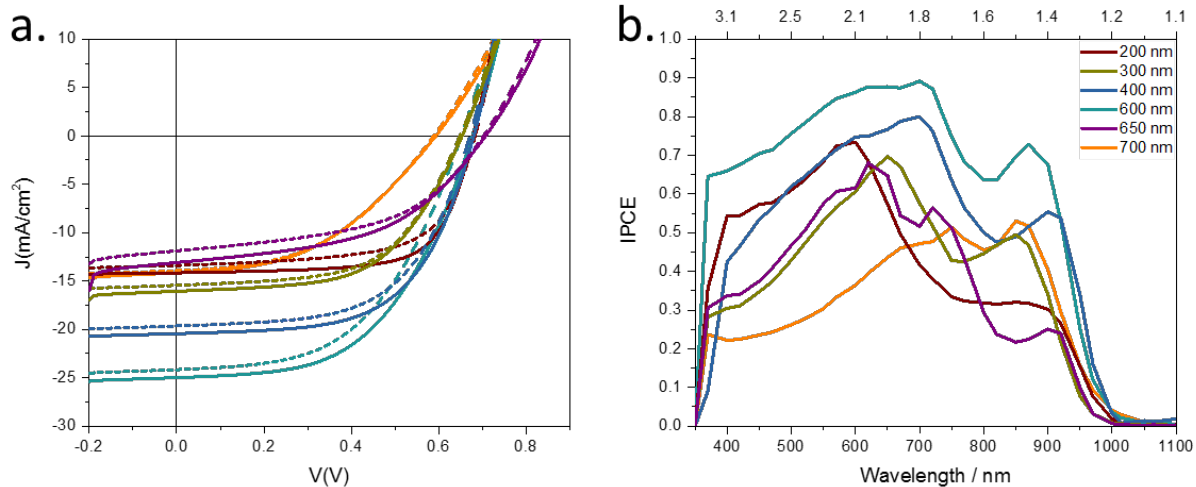 a.
10
5
0
-5
-10
-15
-20
-25
-30
J(mA/cm²)
-0.2 0.0 0.2 0.4 0.6 0.8
V(V)
b.
3.1 2.5 2.1 1.8 1.6 1.4 1.2 1.1
1.0
0.9
0.8
0.7
0.6
0.5
0.4
0.3
0.2
0.1
0.0
IPCE
200 nm
300 nm
400 nm
600 nm
650 nm
700 nm
400 500 600 700 800 900 1000 1100
Wavelength / nm